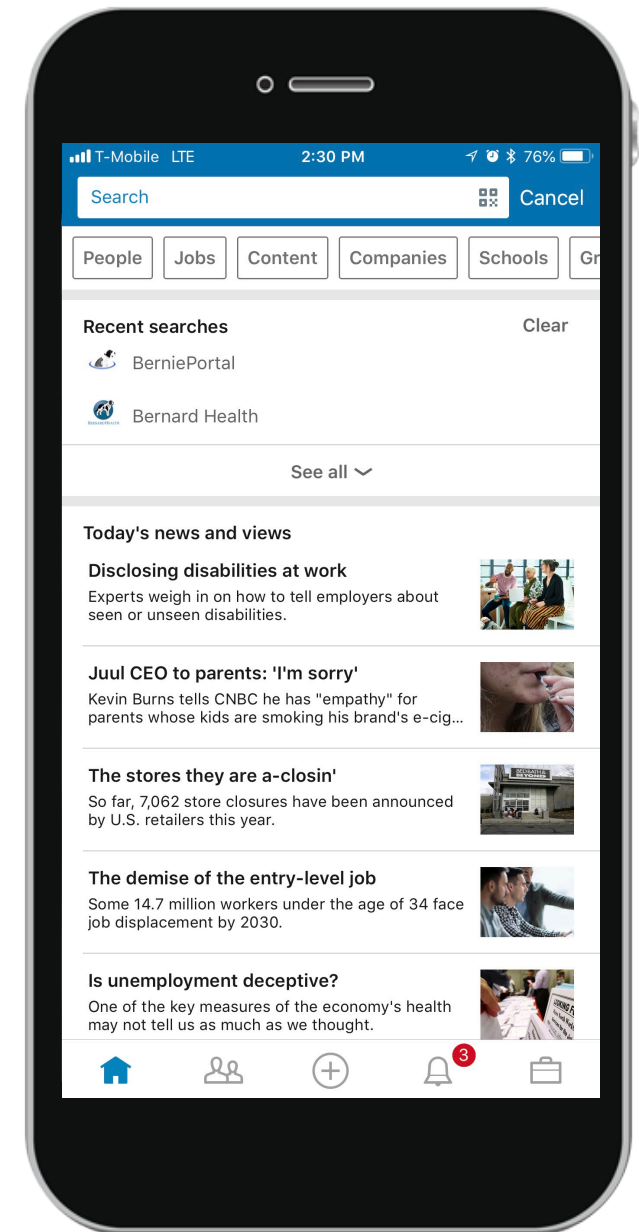 T-Mobile LTE 2:30 PM 76%
Search Cancel
People Jobs Content Companies Schools Gr
Recent searches Clear
BerniePortal
BERNARDHEALTH
Bernard Health
See all
Today's news and views
Disclosing disabilities at work
Experts weigh in on how to tell employers about
seen or unseen disabilities.
Juul CEO to parents: 'I'm sorry'
Kevin Burns tells CNBC he has "empathy" for
parents whose kids are smoking his brand's e-cig...
The stores they are a-closin'
So far, 7,062 store closures have been announced
by U.S. retailers this year.
BED BATH &
BEYOND
The demise of the entry-level job
Some 14.7 million workers under the age of 34 face
job displacement by 2030.
Is unemployment deceptive?
One of the key measures of the economy's health
may not tell us as much as we thought.
3